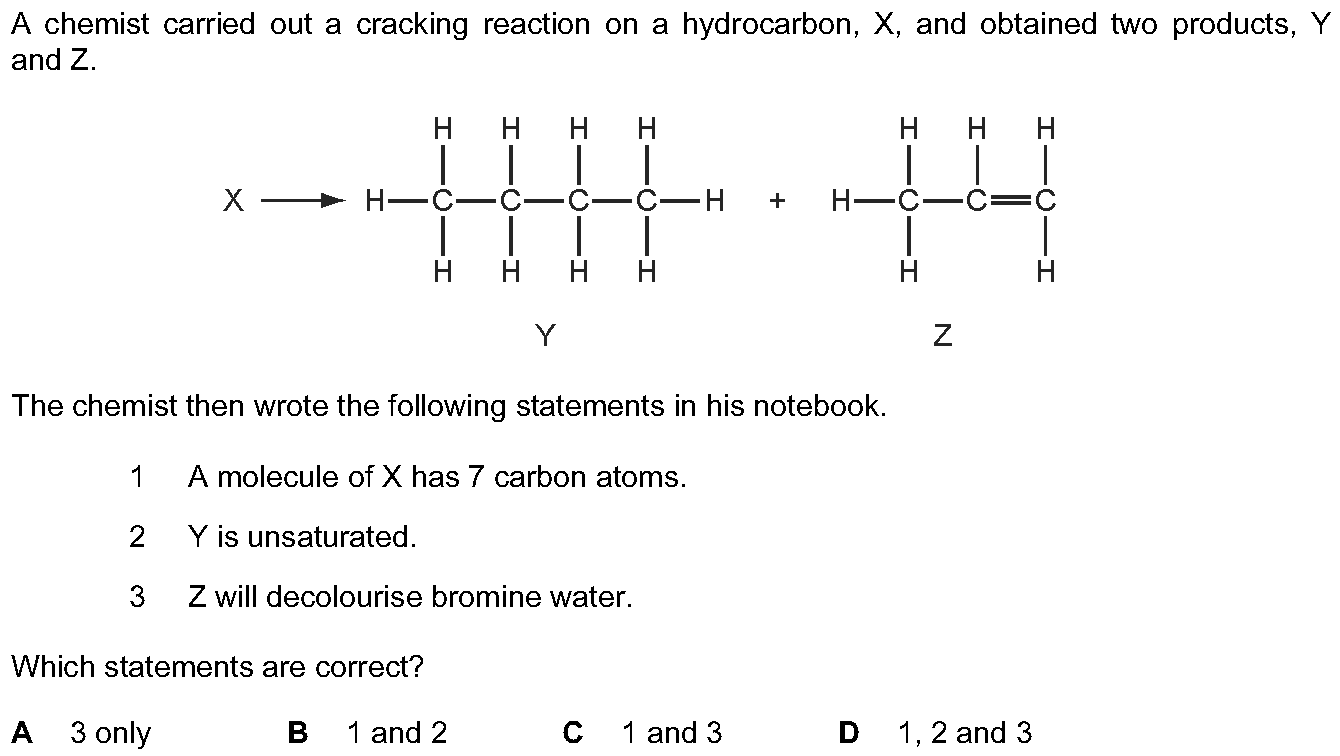 A chemist carried out a cracking reaction on a hydrocarbon, X, and obtained two products, Y
and Z.
H H H H H H H
X H C C C C H + H C C C
H H H H H H
Y Z
The chemist then wrote the following statements in his notebook.
1 A molecule of X has 7 carbon atoms.
2 Y is unsaturated.
3 Z will decolourise bromine water.
Which statements are correct?
A 3 only B 1 and 2 C 1 and 3 D 1, 2 and 3